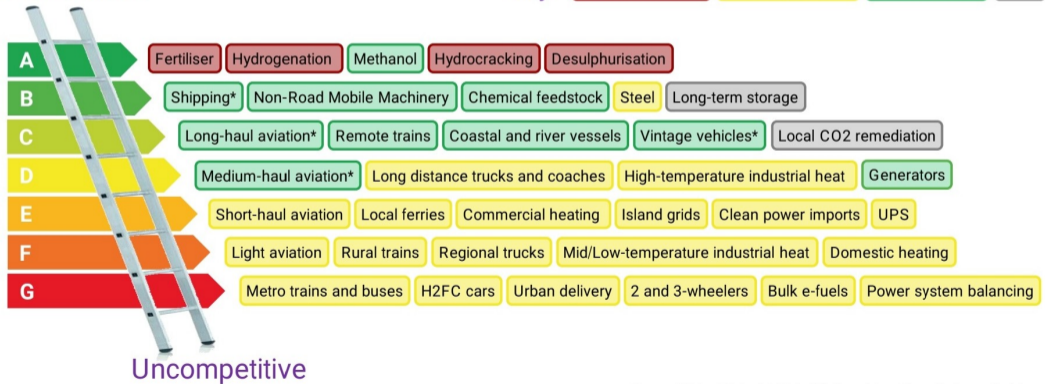 A Fertiliser Hydrogenation Methanol Hydrocracking Desulphurisation
B Shipping* Non-Road Mobile Machinery Chemical feedstock Steel Long-term storage
C Long-haul aviation* Remote trains Coastal and river vessels Vintage vehicles* Local CO2 remediation
D Medium-haul aviation* Long distance trucks and coaches High-temperature industrial heat Generators
E Short-haul aviation Local ferries Commercial heating Island grids Clean power imports UPS
F Light aviation Rural trains Regional trucks Mid/Low-temperature industrial heat Domestic heating
G Metro trains and buses H2FC cars Urban delivery 2 and 3-wheelers Bulk e-fuels Power system balancing
Uncompetitive